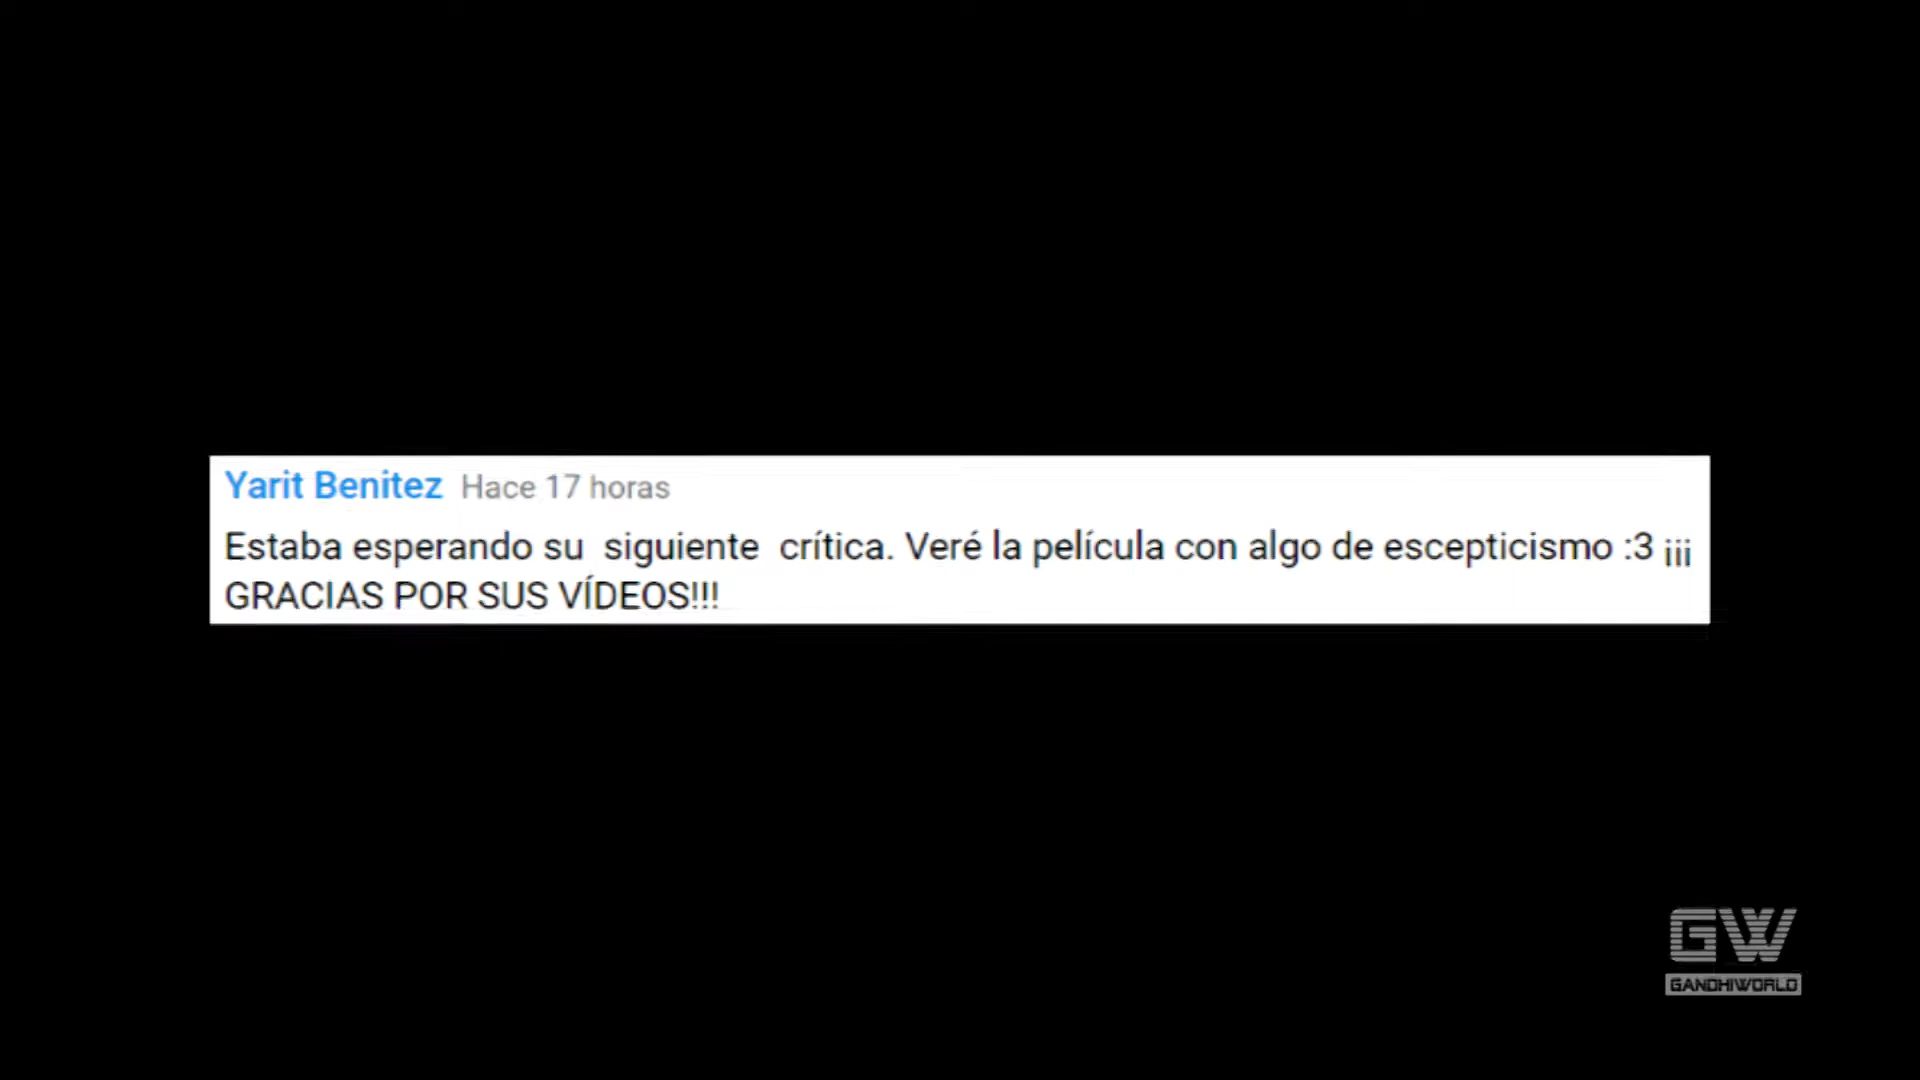 Yarit Benitez Hace 17 horas
Estaba esperando su siguiente crítica. Veré la película con algo de escepticismo :3 ¡¡¡
GRACIAS POR SUS VÍDEOS!!!
GW
GANDHIWORLD